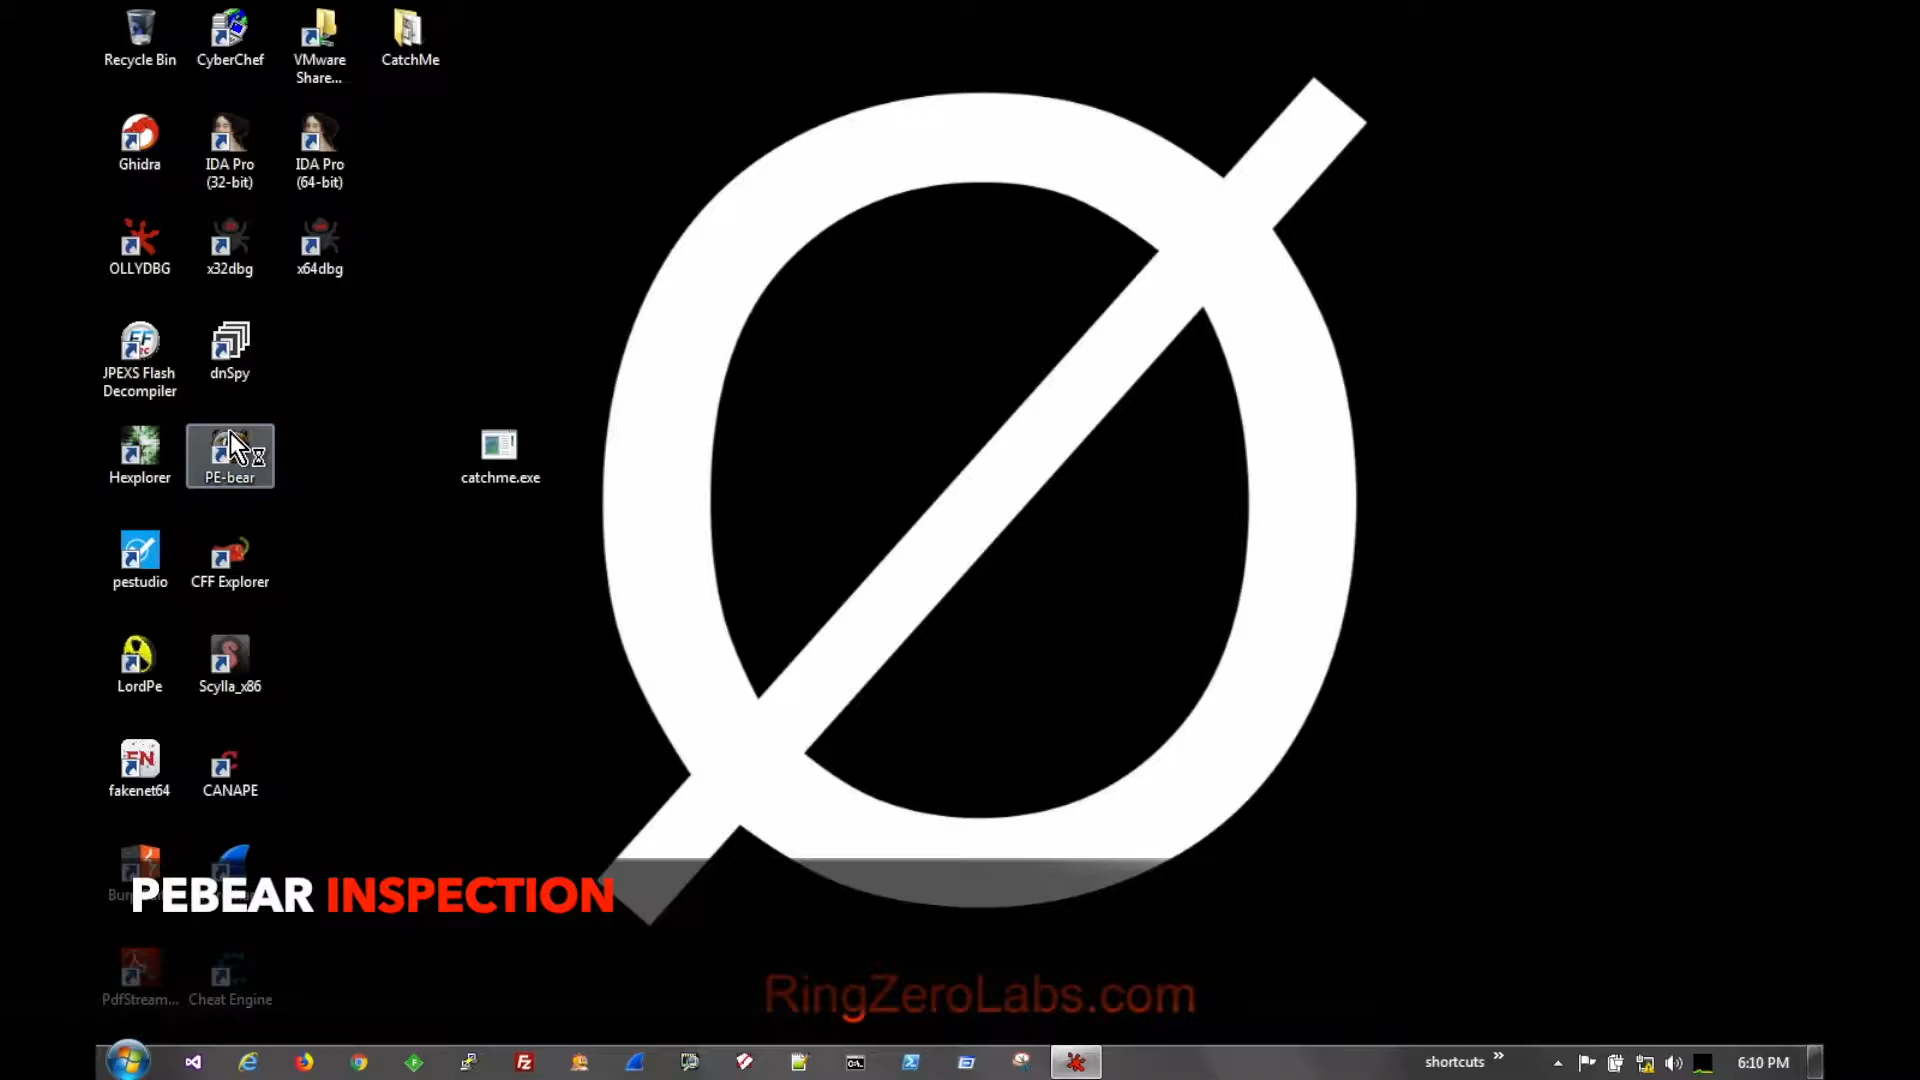 Recycle Bin
CyberChef
VMware
Share...
CatchMe
Ghidra
IDA Pro
(32-bit)
IDA Pro
(64-bit)
OLLYDBG
x32dbg
x64dbg
JPEXS Flash
Decompiler
dnSpy
Hexplorer
PE-bear
catchme.exe
pestudio
CFF Explorer
LordPe
Scylla_x86
fakenet64
CANAPE
PEBEAR INSPECTION
PdfStream...
Cheat Engine
RingZeroLabs.com
shortcuts
6:10 PM